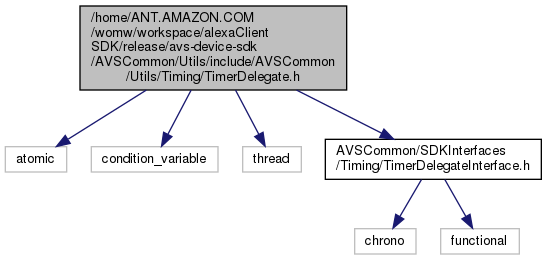 /home/ANT.AMAZON.COM
/womw/workspace/alexaClient
SDK/release/avs-device-sdk
/AVSCommon/Utils/include/AVSCommon
/Utils/Timing/TimerDelegate.h
atomic
condition_variable
thread
AVSCommon/SDKInterfaces
/Timing/TimerDelegateInterface.h
chrono
functional